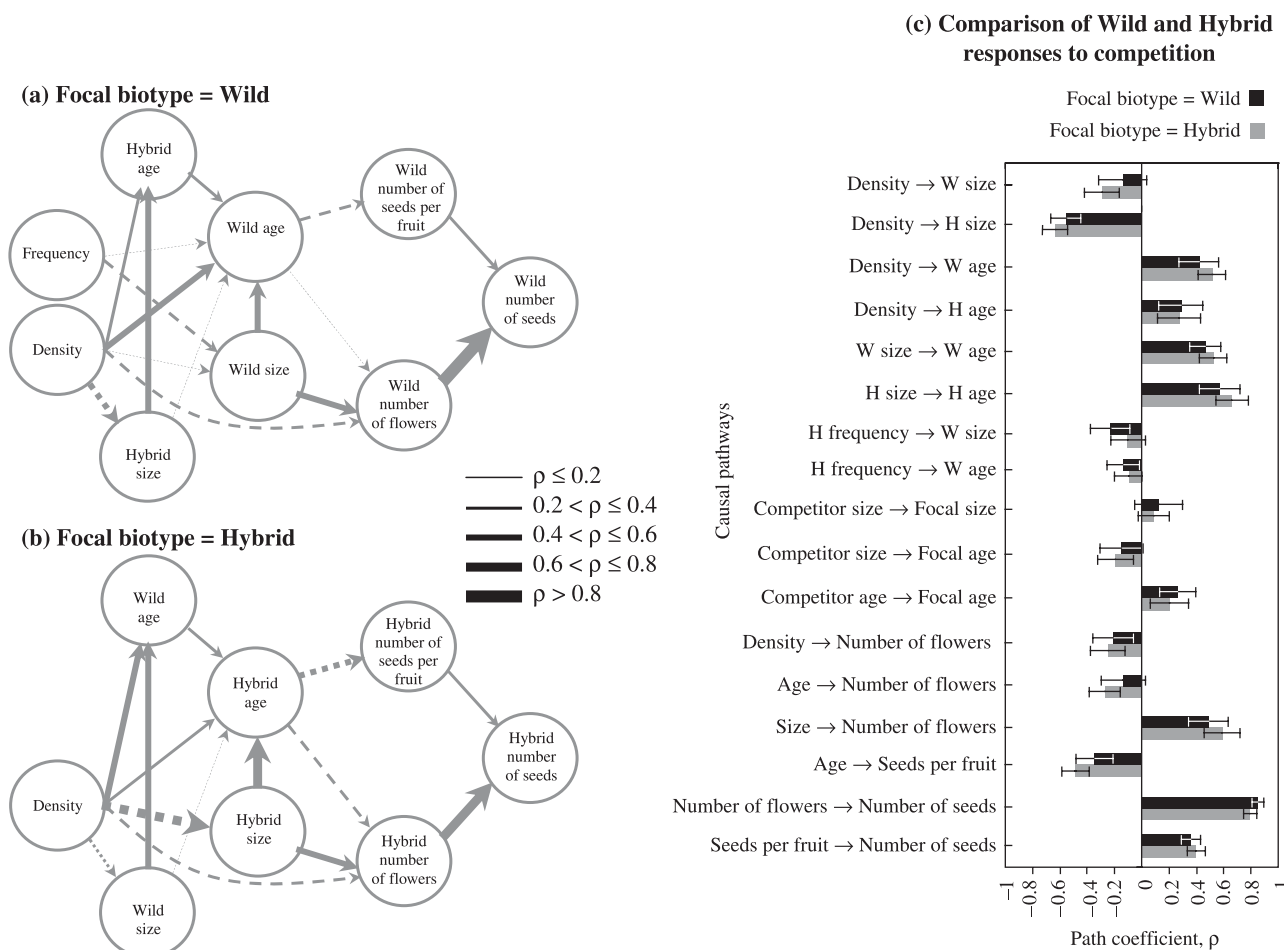 (a) Focal biotype = Wild
Hybrid
age
Wild
number of
seeds per
fruit
Wild age
Frequency
Wild
number
of seeds
Density
Wild size
Wild
number
of flowers
Hybrid
size
ρ ≤ 0.2
0.2 < ρ ≤ 0.4
0.4 < ρ ≤ 0.6
0.6 < ρ ≤ 0.8
ρ > 0.8
(b) Focal biotype = Hybrid
Wild
age
Hybrid
number of
seeds per
fruit
Hybrid
age
Hybrid
number
of seeds
Density
Hybrid
size
Hybrid
number
of flowers
Wild
size
(c) Comparison of Wild and Hybrid
responses to competition
Focal biotype = Wild
Focal biotype = Hybrid
Causal pathways
Density → W size
Density → H size
Density → W age
Density → H age
W size → W age
H size → H age
H frequency → W size
H frequency → W age
Competitor size → Focal size
Competitor size → Focal age
Competitor age → Focal age
Density → Number of flowers
Age → Number of flowers
Size → Number of flowers
Age → Seeds per fruit
Number of flowers → Number of seeds
Seeds per fruit → Number of seeds
−1 −0.8 −0.6 −0.4 −0.2 0 0.2 0.4 0.6 0.8 1
Path coefficient, ρ